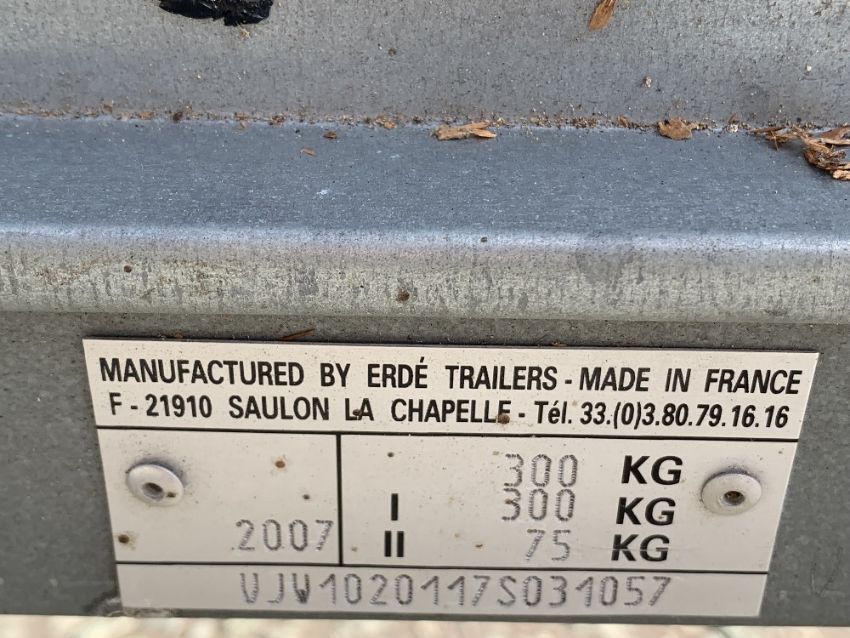 MANUFACTURED BY ERDÉ TRAILERS - MADE IN FRANCE
F - 21910 SAULON LA CHAPELLE - Tél. 33.(0)3.80.79.16.16
300 KG
I 300 KG
2007 II 75 KG
VJW1020117S031057